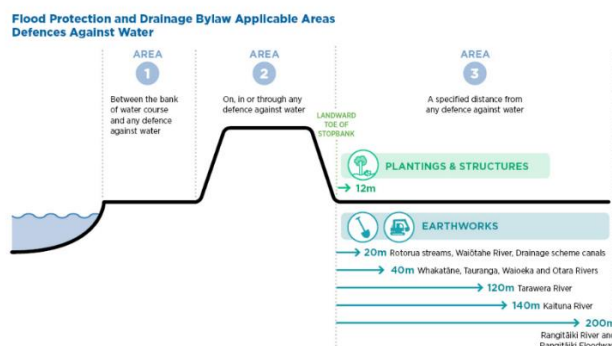 Flood Protection and Drainage Bylaw Applicable Areas
Defences Against Water
AREA
1
Between the bank
of water course
and any defence
against water
AREA
2
On, in or through any
defence against water
LANDWARD
TOE OF
STOPBANK
AREA
3
A specified distance from
any defence against water
PLANTINGS & STRUCTURES
12m
EARTHWORKS
20m Rotorua streams, Waiōtahe River, Drainage scheme canals
40m Whakatāne, Tauranga, Waioeka and Otara Rivers
120m Tarawera River
140m Kaituna River
200m
Rangitāiki River and
Rangitāiki Floodway